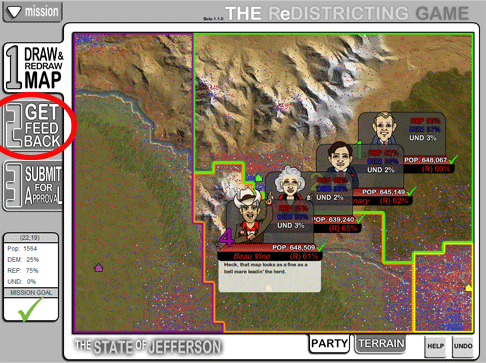 mission
Beta 1.1.0
THE ReDISTRICTING GAME
1 DRAW &
REDRAW
MAP
2 GET
FEED
BACK
3 SUBMIT
FOR
APPROVAL
(22,19)
Pop: 1564
DEM: 25%
REP: 75%
UND: 0%
MISSION GOAL
UND 3%
POP. 648,067
(R) 60%
UND 2%
POP. 645,149
(R) 62%
UND 2%
POP. 639,240
(R) 65%
UND 3%
4
POP. 648,509
Beau Vine (R) 61%
Heck, that map looks as a fine as a
bell mare leadin' the herd.
THE STATE OF JEFFERSON
PARTY
TERRAIN
HELP
UNDO